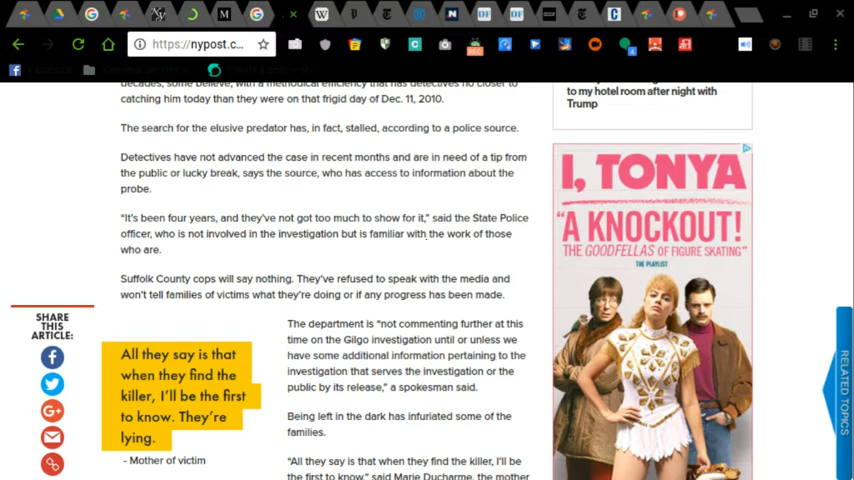 https://nypost.c...
Facebook
decades, some believe, with a methodical efficiency that has detectives no closer to
catching him today than they were on that frigid day of Dec. 11, 2010.
The search for the elusive predator has, in fact, stalled, according to a police source.
Detectives have not advanced the case in recent months and are in need of a tip from
the public or lucky break, says the source, who has access to information about the
probe.
“It’s been four years, and they’ve not got too much to show for it,” said the State Police
officer, who is not involved in the investigation but is familiar with the work of those
who are.
Suffolk County cops will say nothing. They’ve refused to speak with the media and
won’t tell families of victims what they’re doing or if any progress has been made.
The department is “not commenting further at this
time on the Gilgo investigation until or unless we
have some additional information pertaining to the
investigation that serves the investigation or the
public by its release,” a spokesman said.
Being left in the dark has infuriated some of the
families.
“All they say is that when they find the killer, I’ll be
the first to know,” said Marie Ducharme, the mother
SHARE
THIS
ARTICLE:
All they say is that
when they find the
killer, I’ll be the first
to know. They’re
lying.
- Mother of victim
to my hotel room after night with
Trump
I, TONYA
“A KNOCKOUT!
THE GOODFELLAS OF FIGURE SKATING”
THE PLAYLIST
RELATED TOPICS